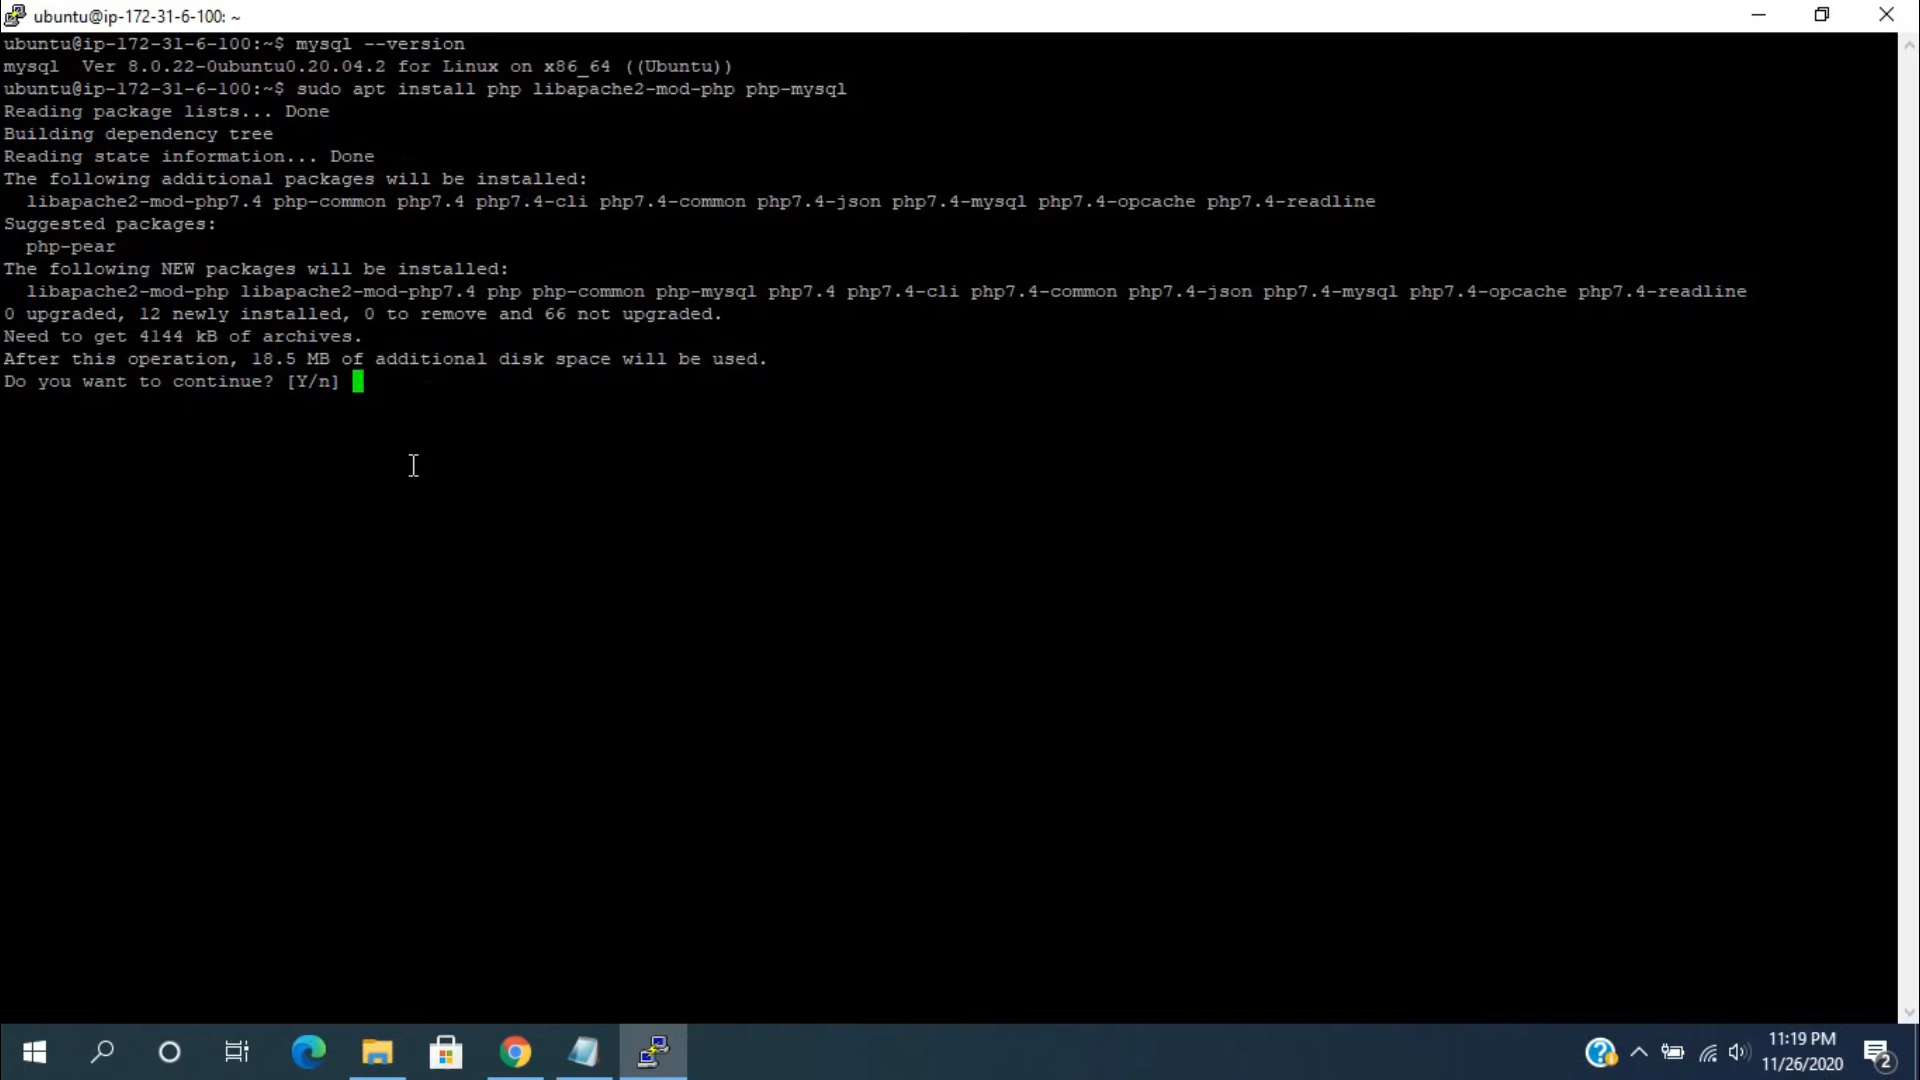 ubuntu@ip-172-31-6-100: ~
ubuntu@ip-172-31-6-100:~$ mysql --version
mysql  Ver 8.0.22-0ubuntu0.20.04.2 for Linux on x86_64 ((Ubuntu))
ubuntu@ip-172-31-6-100:~$ sudo apt install php libapache2-mod-php php-mysql
Reading package lists... Done
Building dependency tree
Reading state information... Done
The following additional packages will be installed:
  libapache2-mod-php7.4 php-common php7.4 php7.4-cli php7.4-common php7.4-json php7.4-mysql php7.4-opcache php7.4-readline
Suggested packages:
  php-pear
The following NEW packages will be installed:
  libapache2-mod-php libapache2-mod-php7.4 php php-common php-mysql php7.4 php7.4-cli php7.4-common php7.4-json php7.4-mysql php7.4-opcache php7.4-readline
0 upgraded, 12 newly installed, 0 to remove and 66 not upgraded.
Need to get 4144 kB of archives.
After this operation, 18.5 MB of additional disk space will be used.
Do you want to continue? [Y/n]
11:19 PM
11/26/2020
2